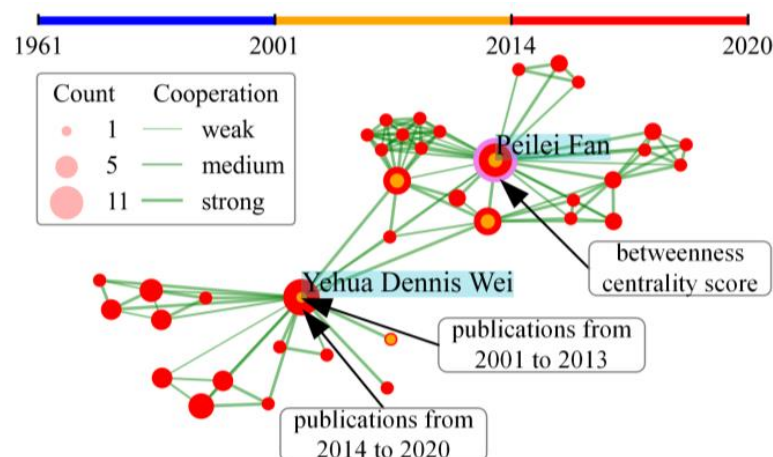 1961 2001 2014 2020
Count Cooperation
1 weak
5 medium
11 strong
Peilei Fan
betweenness
centrality score
Yehua Dennis Wei
publications from
2001 to 2013
publications from
2014 to 2020